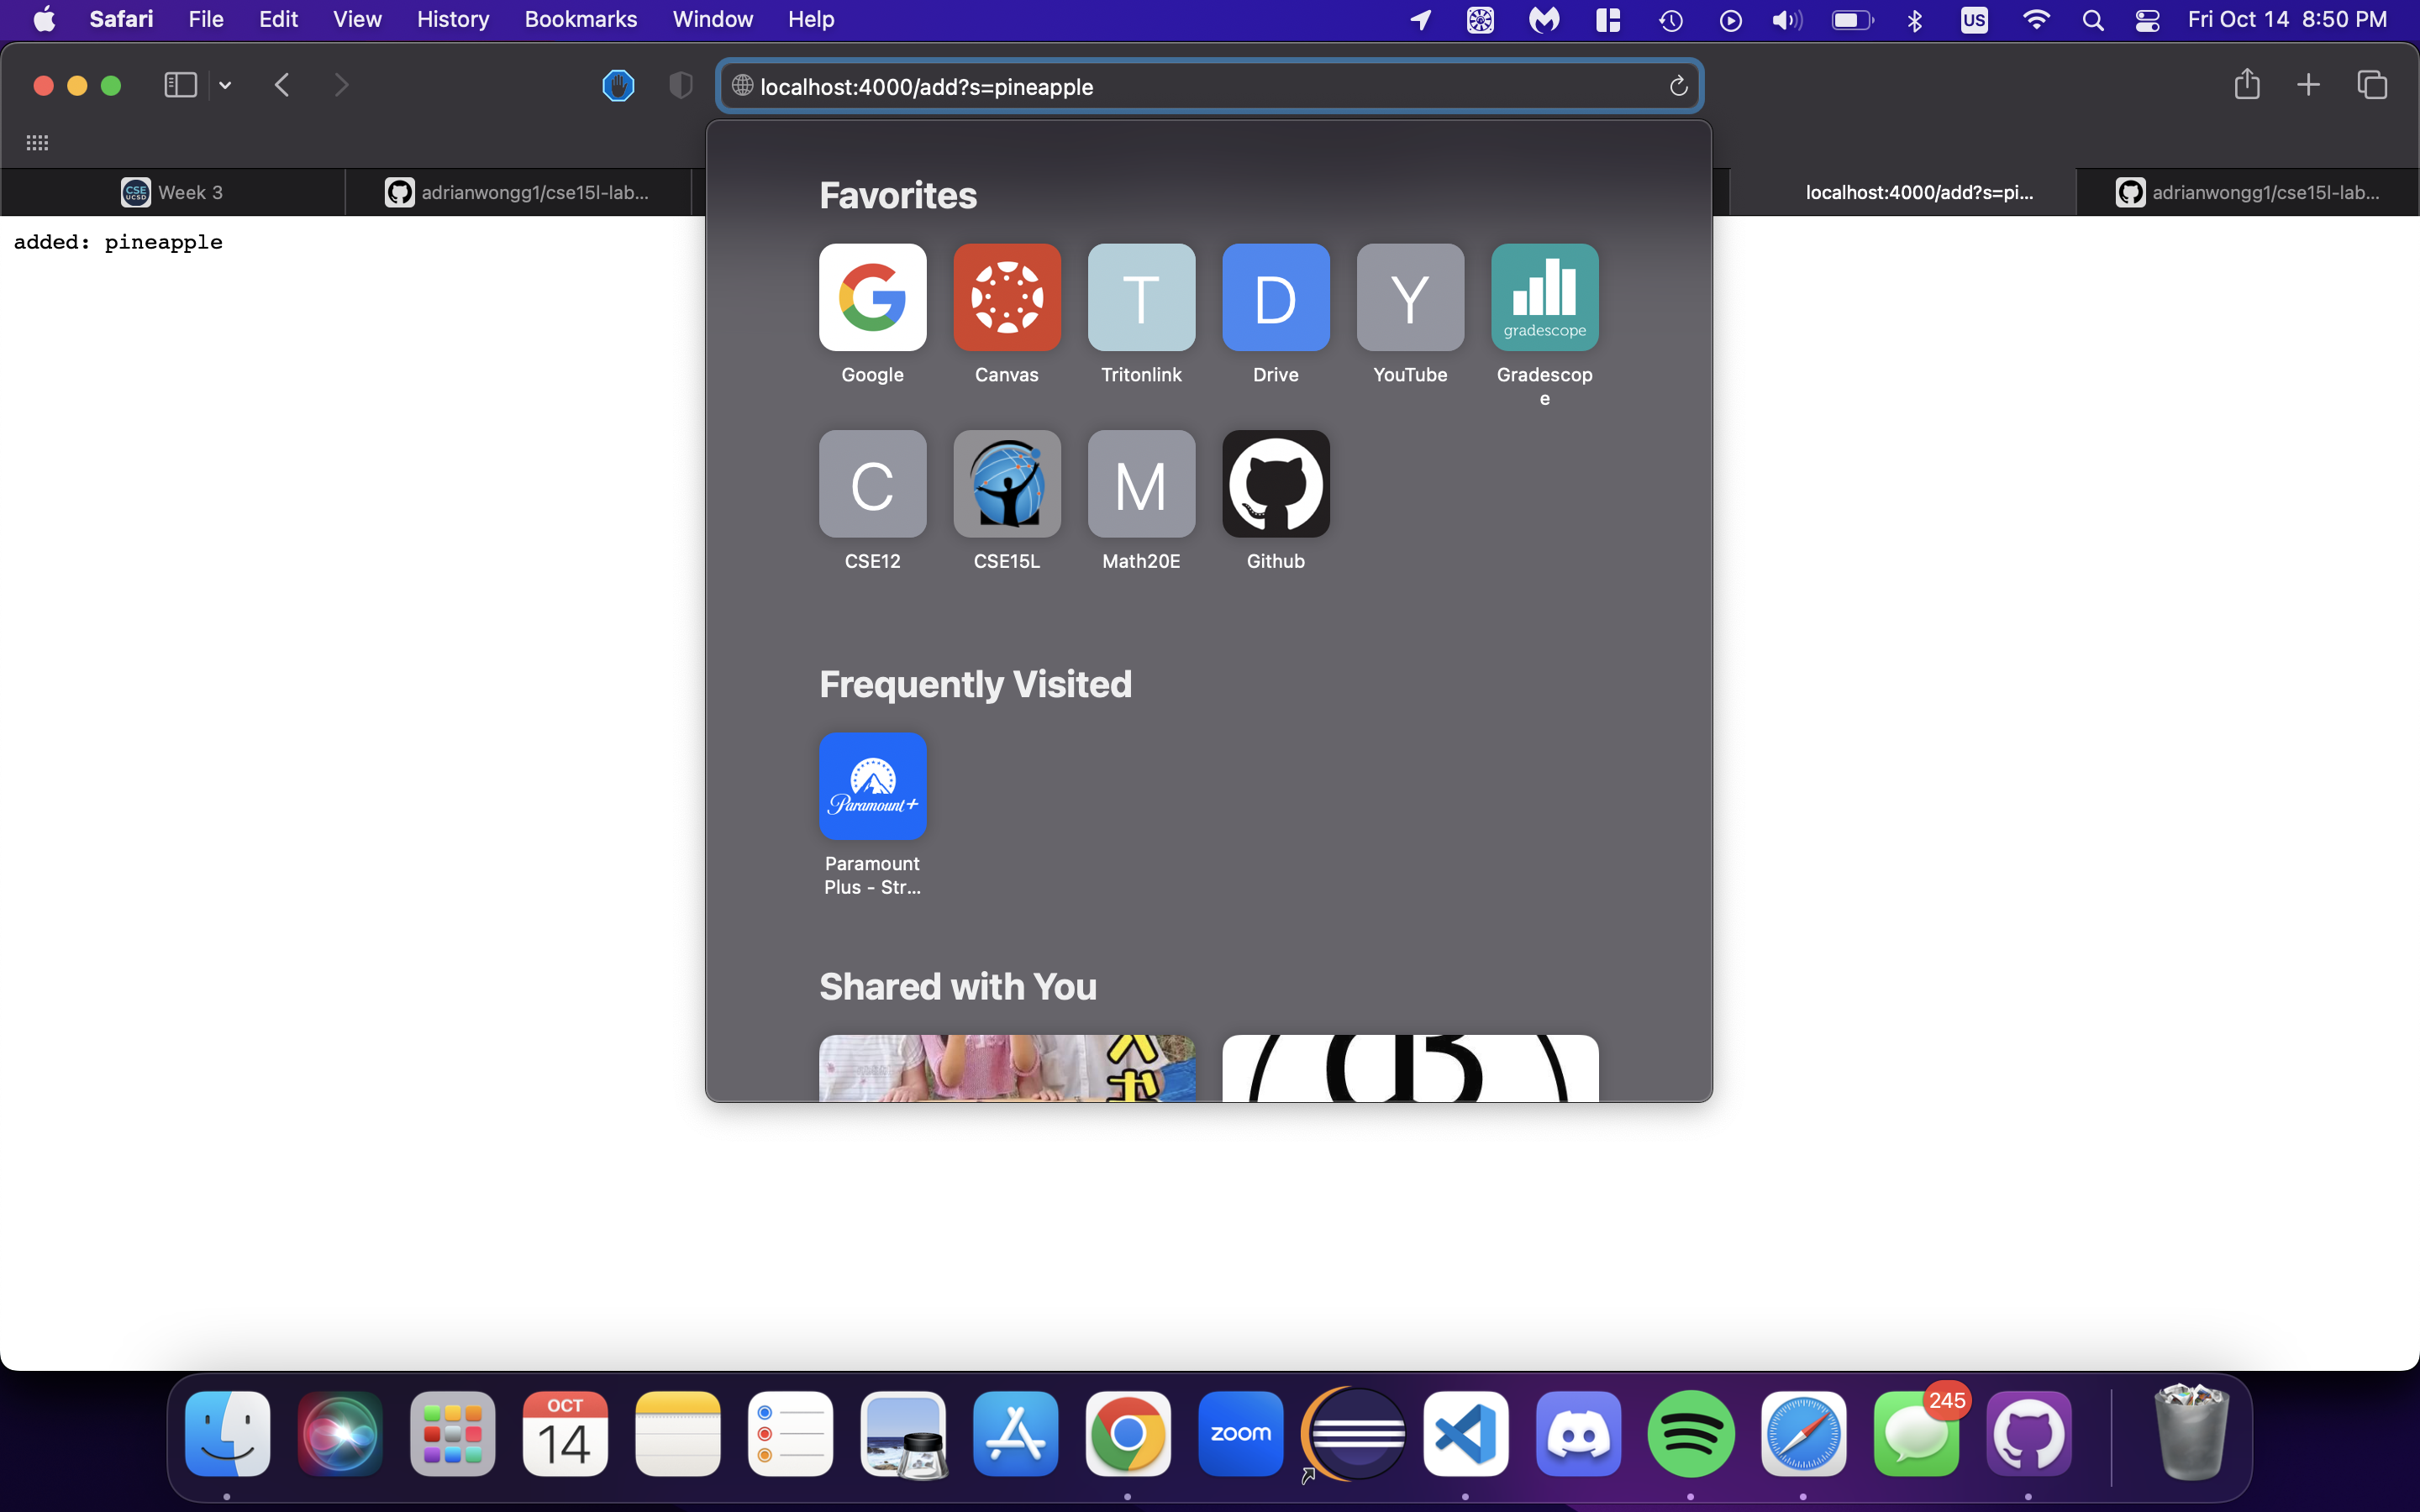 Safari File Edit View History Bookmarks Window Help US Fri Oct 14 8:50 PM
localhost:4000/add?s=pineapple
CSE UCSD Week 3 adrianwongg1/cse15l-lab... localhost:4000/add?s=pi... adrianwongg1/cse15l-lab...
added: pineapple
Favorites
T D Y gradescope
Google Canvas Tritonlink Drive YouTube Gradescop
e
C M
CSE12 CSE15L Math20E Github
Frequently Visited
Paramount+
Paramount
Plus - Str...
Shared with You
OCT
14
zoom
245